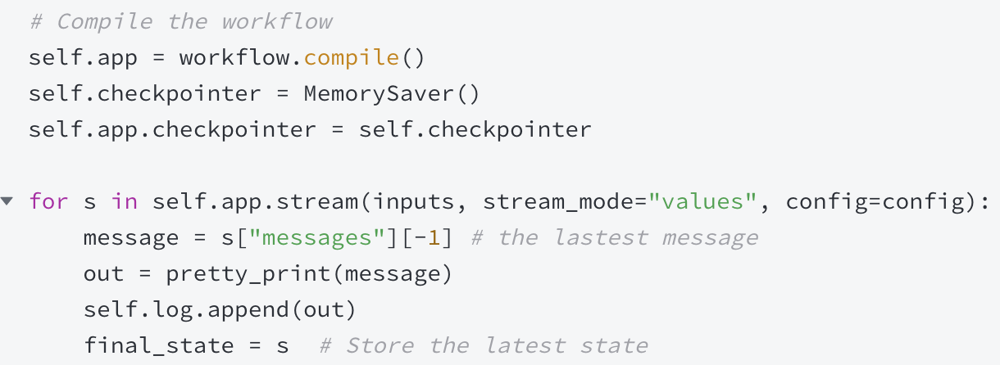 # Compile the workflow
self.app = workflow.compile()
self.checkpointer = MemorySaver()
self.app.checkpointer = self.checkpointer
for s in self.app.stream(inputs, stream_mode="values", config=config):
message = s["messages"][-1] # the lastest message
out = pretty_print(message)
self.log.append(out)
final_state = s  # Store the latest state